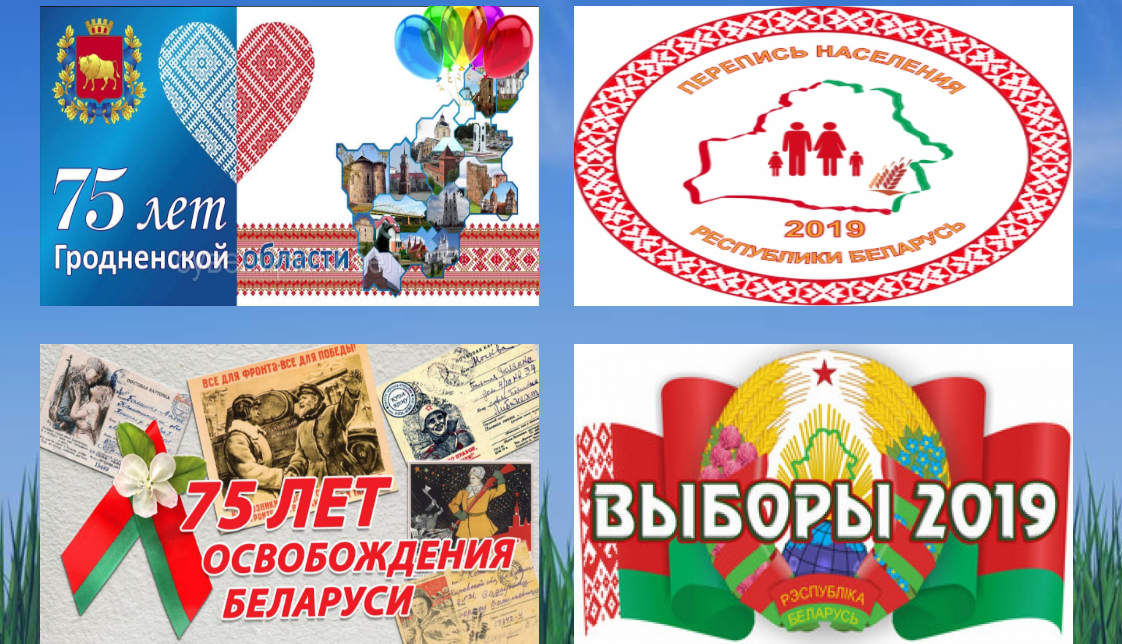 75 лет
Гродненской области
ПЕРЕПИСЬ НАСЕЛЕНИЯ
2019
РЕСПУБЛИКИ БЕЛАРУСЬ
ВСЕ ДЛЯ ФРОНТА·ВСЕ ДЛЯ ПОБЕДЫ!
75 ЛЕТ
ОСВОБОЖДЕНИЯ
БЕЛАРУСИ
ВЫБОРЫ 2019
РЭСПУБЛІКА
БЕЛАРУСЬ